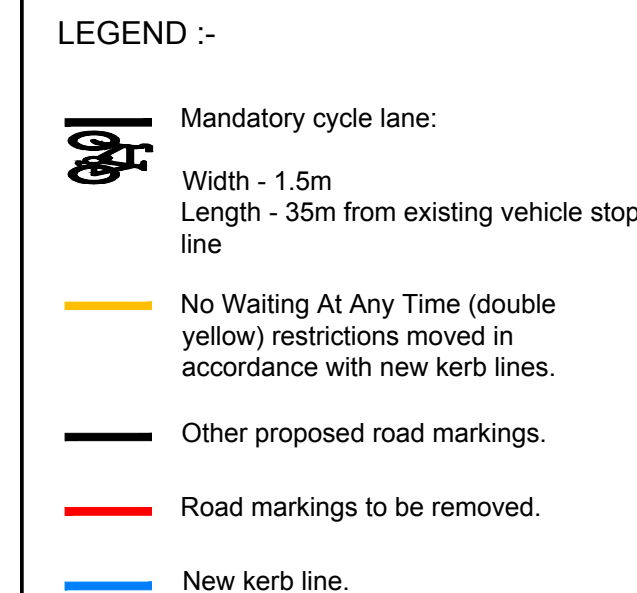 LEGEND :-
Mandatory cycle lane:
Width - 1.5m
Length - 35m from existing vehicle stop
line
No Waiting At Any Time (double
yellow) restrictions moved in
accordance with new kerb lines.
Other proposed road markings.
Road markings to be removed.
New kerb line.